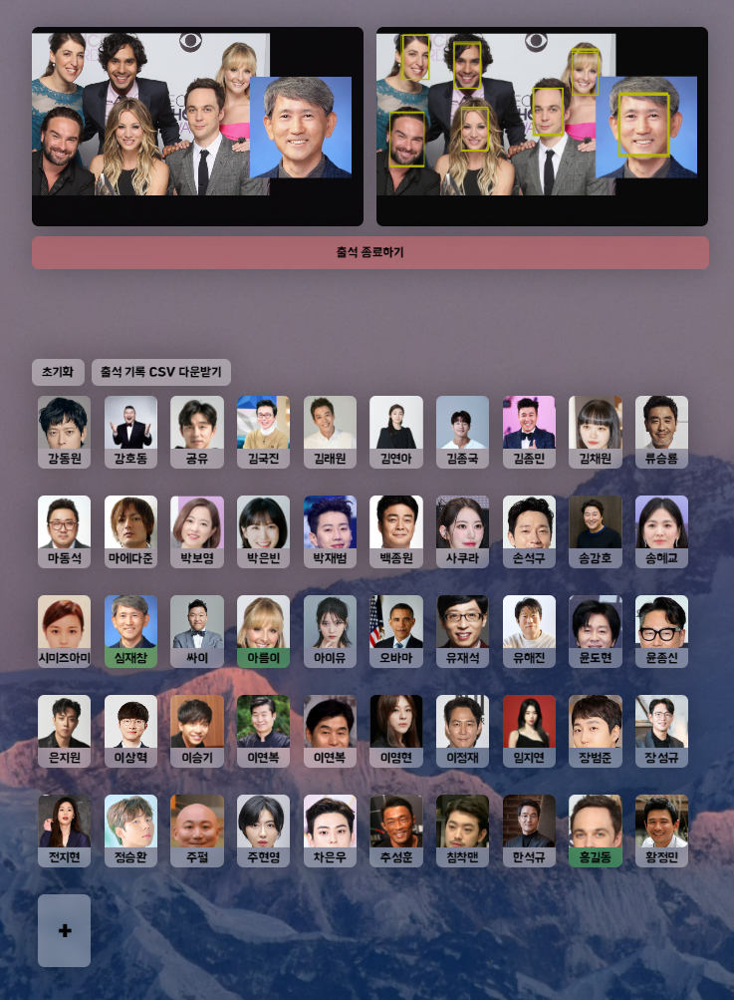 출석 종료하기
초기화
출석 기록 CSV 다운받기
강동원 강호동 공유 김국진 김래원 김연아 김종국 김종민 김채원 류승룡
마동석 마에다준 박보영 박은빈 박재범 백종원 사쿠라 손석구 송강호 송혜교
시미즈아이 심재창 싸이 아름이 아이유 오바마 유재석 유해진 윤도현 윤종신
은지원 이상혁 이승기 이연복 이연복 이영현 이정재 임지연 장범준 장성규
전지현 정승환 주펄 주현영 차은우 추성훈 침착맨 한석규 홍길동 황정민
+